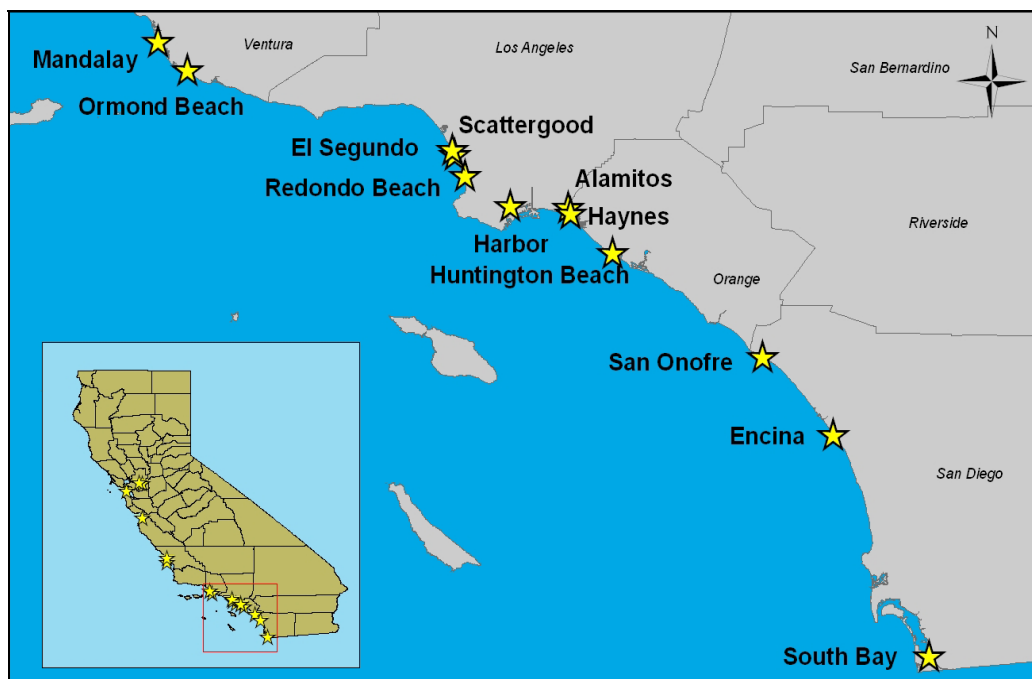 Ventura
Los Angeles
N
Mandalay
San Bernardino
Ormond Beach
Scattergood
El Segundo
Redondo Beach
Alamitos
Haynes
Riverside
Harbor
Huntington Beach
Orange
San Onofre
Encina
San Diego
South Bay